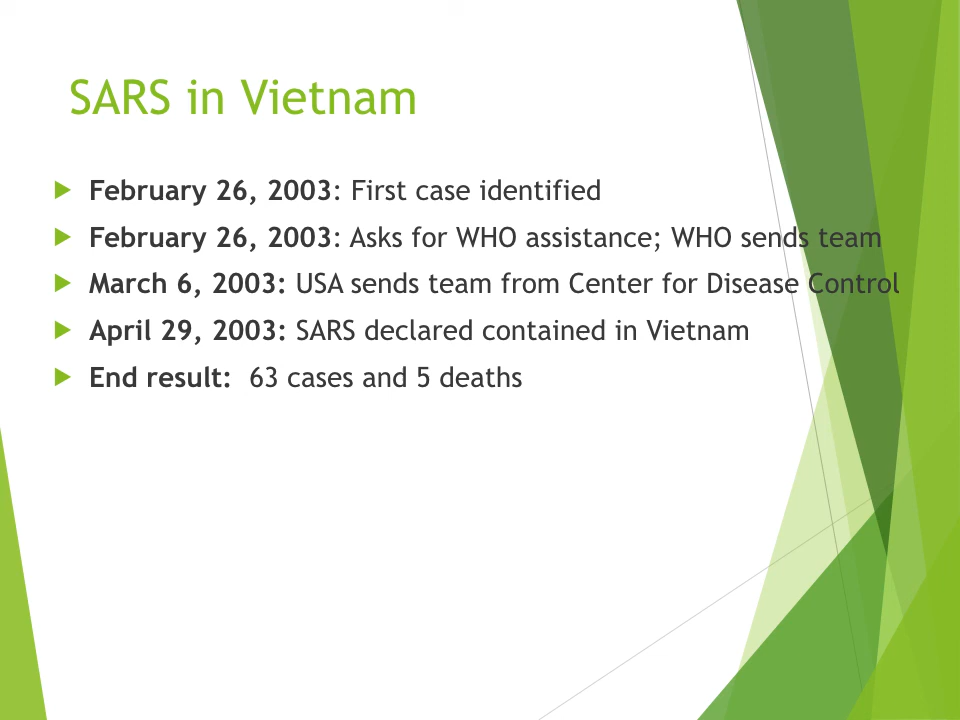 SARS in Vietnam
February 26, 2003: First case identified
February 26, 2003: Asks for WHO assistance; WHO sends team
March 6, 2003: USA sends team from Center for Disease Control
April 29, 2003: SARS declared contained in Vietnam
End result:  63 cases and 5 deaths